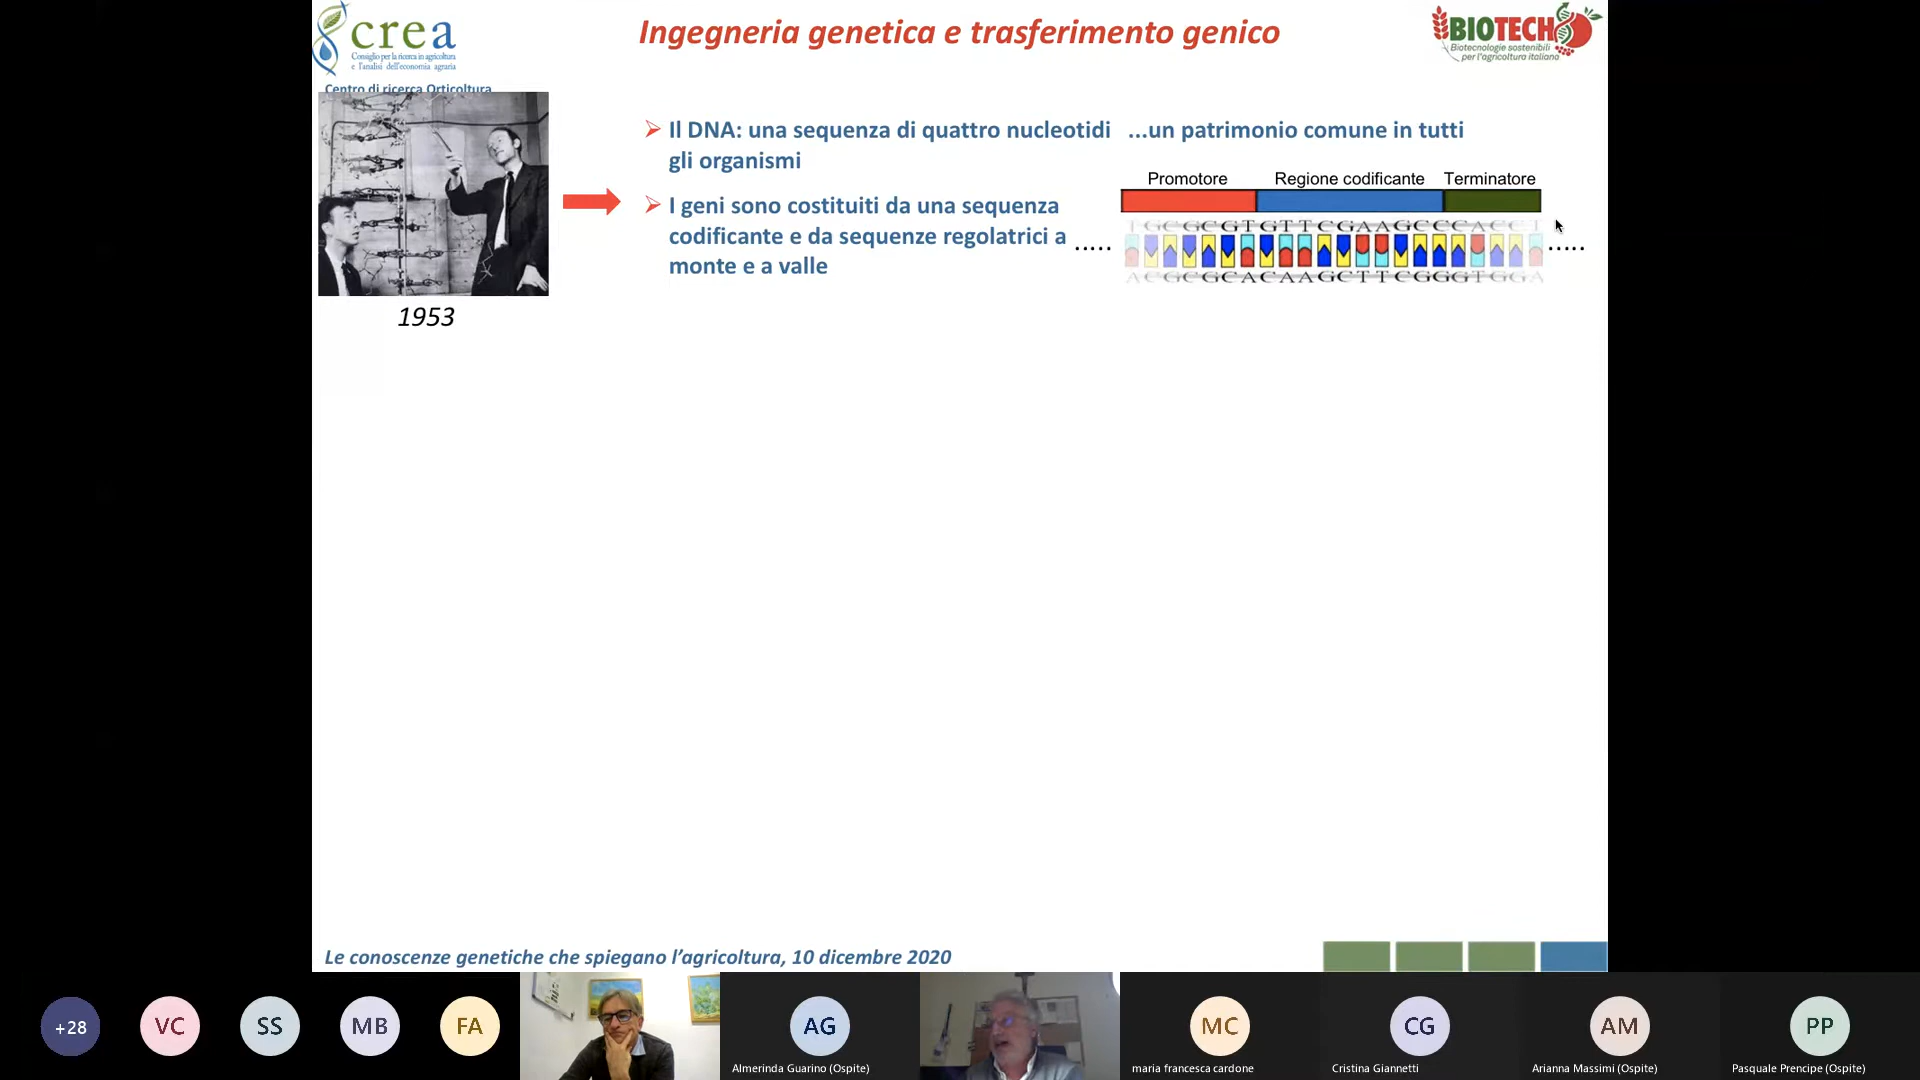 crea
Consiglio per la ricerca in agricoltura
e l'analisi dell'economia agraria
Centro di ricerca Orticoltura
Ingegneria genetica e trasferimento genico
BIOTECH
Biotecnologie sostenibili
per l'agricoltura italiana
Il DNA: una sequenza di quattro nucleotidi ...un patrimonio comune in tutti
gli organismi
I geni sono costituiti da una sequenza
codificante e da sequenze regolatrici a
monte e a valle
Promotore Regione codificante Terminatore
TGCGCGTGTTCGAAGCCCACCT
..... .....
ACGCGCACAAGCTTCGGGTGGA
1953
Le conoscenze genetiche che spiegano l’agricoltura, 10 dicembre 2020
+28 VC SS MB FA AG MC CG AM PP
Almerinda Guarino (Ospite) maria francesca cardone Cristina Giannetti Arianna Massimi (Ospite) Pasquale Prencipe (Ospite)